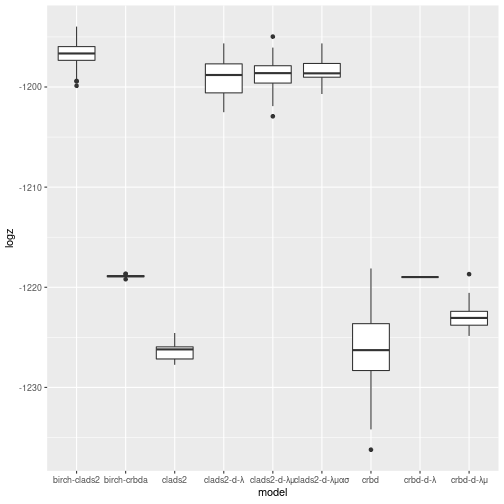 -1200
-1210
-1220
-1230
logz
birch-clads2 birch-crbda clads2 clads2-d-λ clads2-d-λμ clads2-d-λμασ crbd crbd-d-λ crbd-d-λμ
model